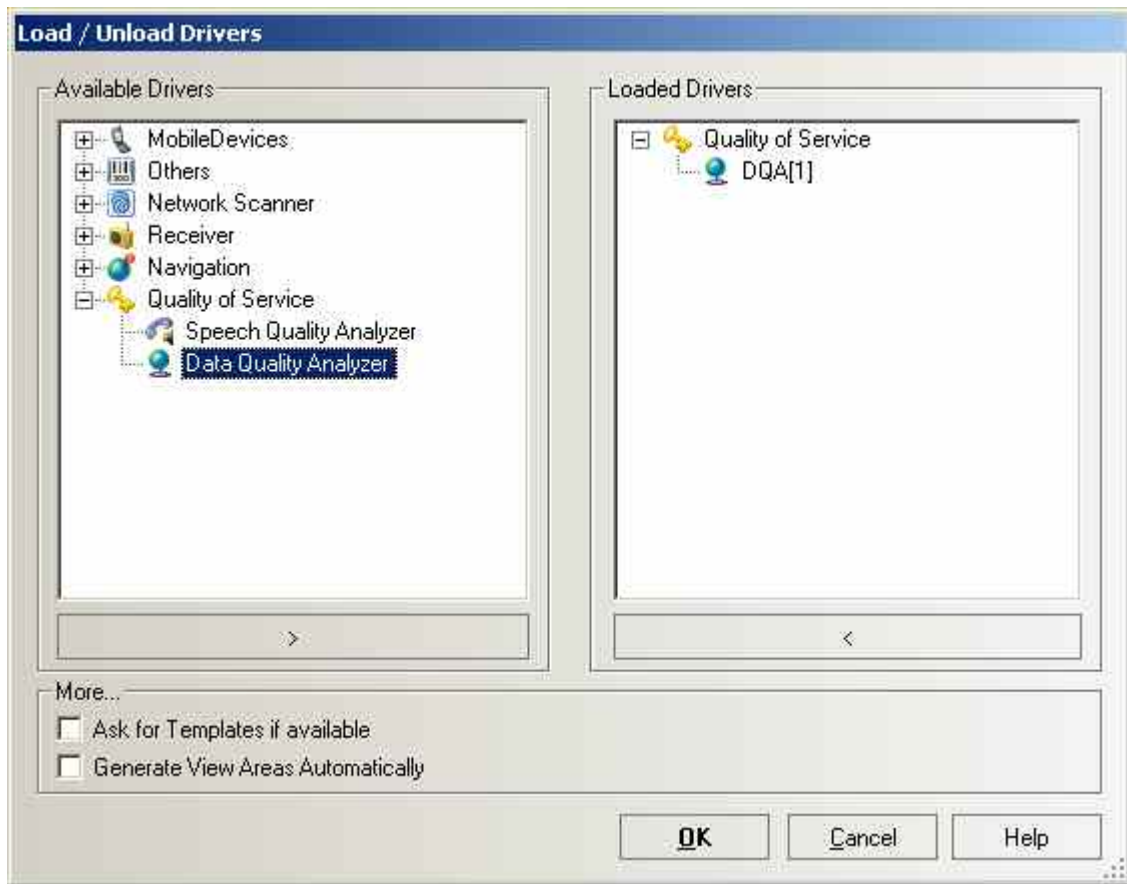 Load / Unload Drivers
Available Drivers
MobileDevices
Others
Network Scanner
Receiver
Navigation
Quality of Service
Speech Quality Analyzer
Data Quality Analyzer
>
Loaded Drivers
Quality of Service
DQA[1]
<
More...
Ask for Templates if available
Generate View Areas Automatically
OK
Cancel
Help